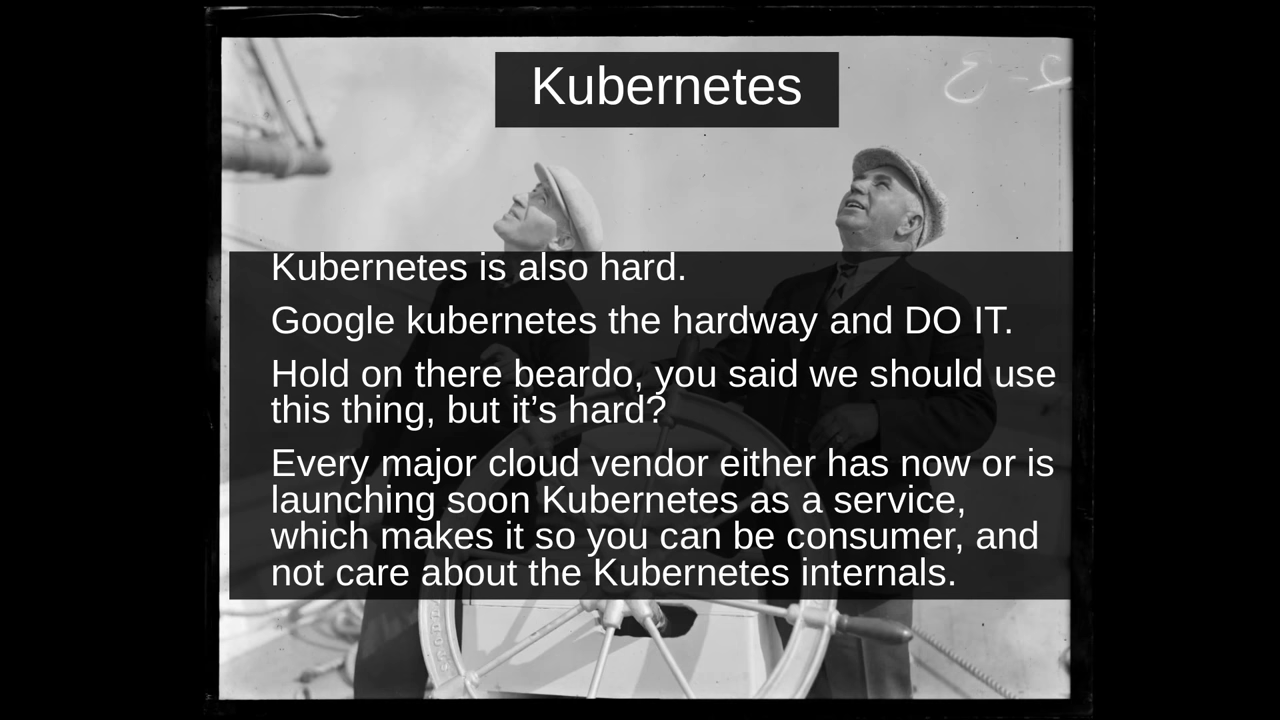 Kubernetes
Kubernetes is also hard.
Google kubernetes the hardway and DO IT.
Hold on there beardo, you said we should use
this thing, but it’s hard?
Every major cloud vendor either has now or is
launching soon Kubernetes as a service,
which makes it so you can be consumer, and
not care about the Kubernetes internals.